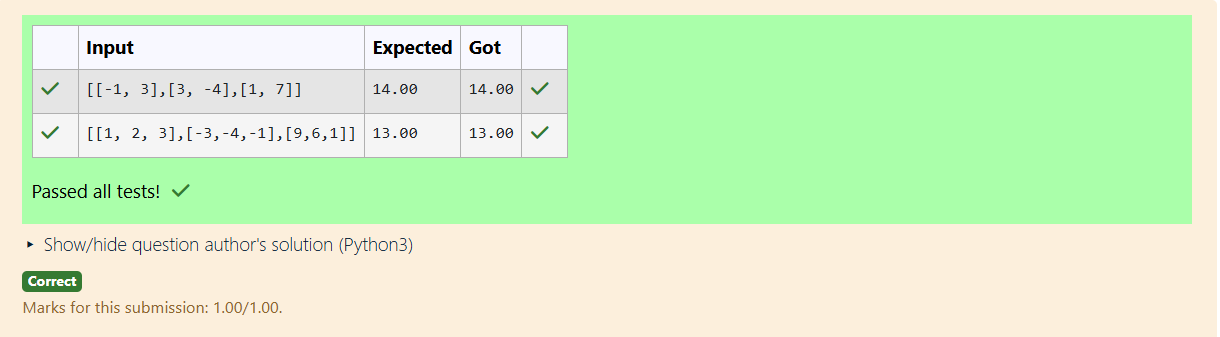 Input Expected Got
[[-1, 3],[3, -4],[1, 7]] 14.00 14.00
[[1, 2, 3],[-3,-4,-1],[9,6,1]] 13.00 13.00
Passed all tests!
Show/hide question author's solution (Python3)
Correct
Marks for this submission: 1.00/1.00.